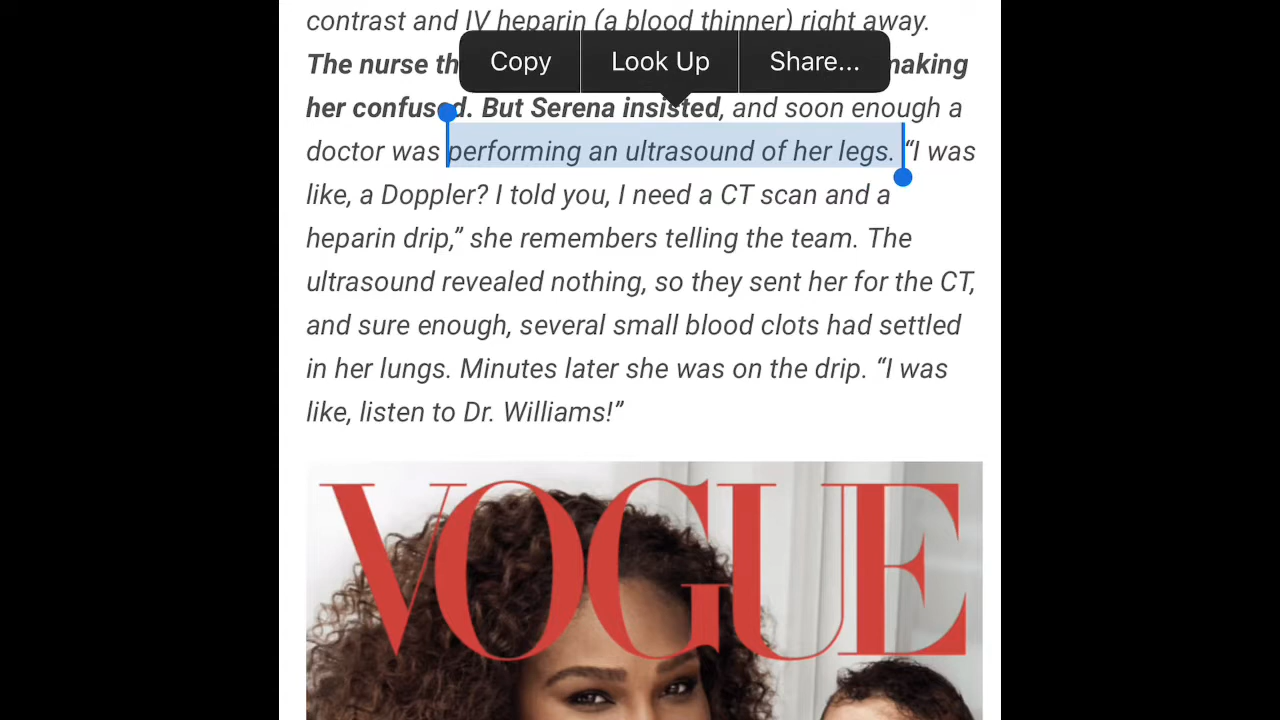 contrast and IV heparin (a blood thinner) right away.
Copy Look Up Share...
The nurse making
her confused. But Serena insisted, and soon enough a
doctor was performing an ultrasound of her legs. “I was
like, a Doppler? I told you, I need a CT scan and a
heparin drip,” she remembers telling the team. The
ultrasound revealed nothing, so they sent her for the CT,
and sure enough, several small blood clots had settled
in her lungs. Minutes later she was on the drip. “I was
like, listen to Dr. Williams!”
VOGUE